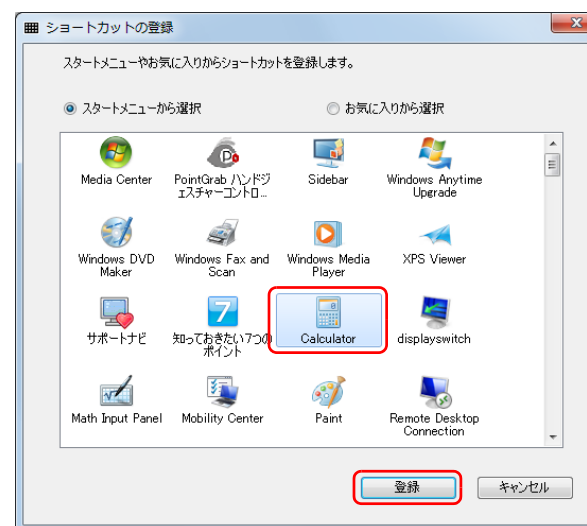 ショートカットの登録
スタートメニューやお気に入りからショートカットを登録します。
スタートメニューから選択
お気に入りから選択
Media Center
PointGrab ハンドジ
ェスチャーコントロ...
Sidebar
Windows Anytime
Upgrade
Windows DVD
Maker
Windows Fax and
Scan
Windows Media
Player
XPS Viewer
サポートナビ
7
知っておきたい7つの
ポイント
Calculator
displayswitch
Math Input Panel
Mobility Center
Paint
Remote Desktop
Connection
登録
キャンセル